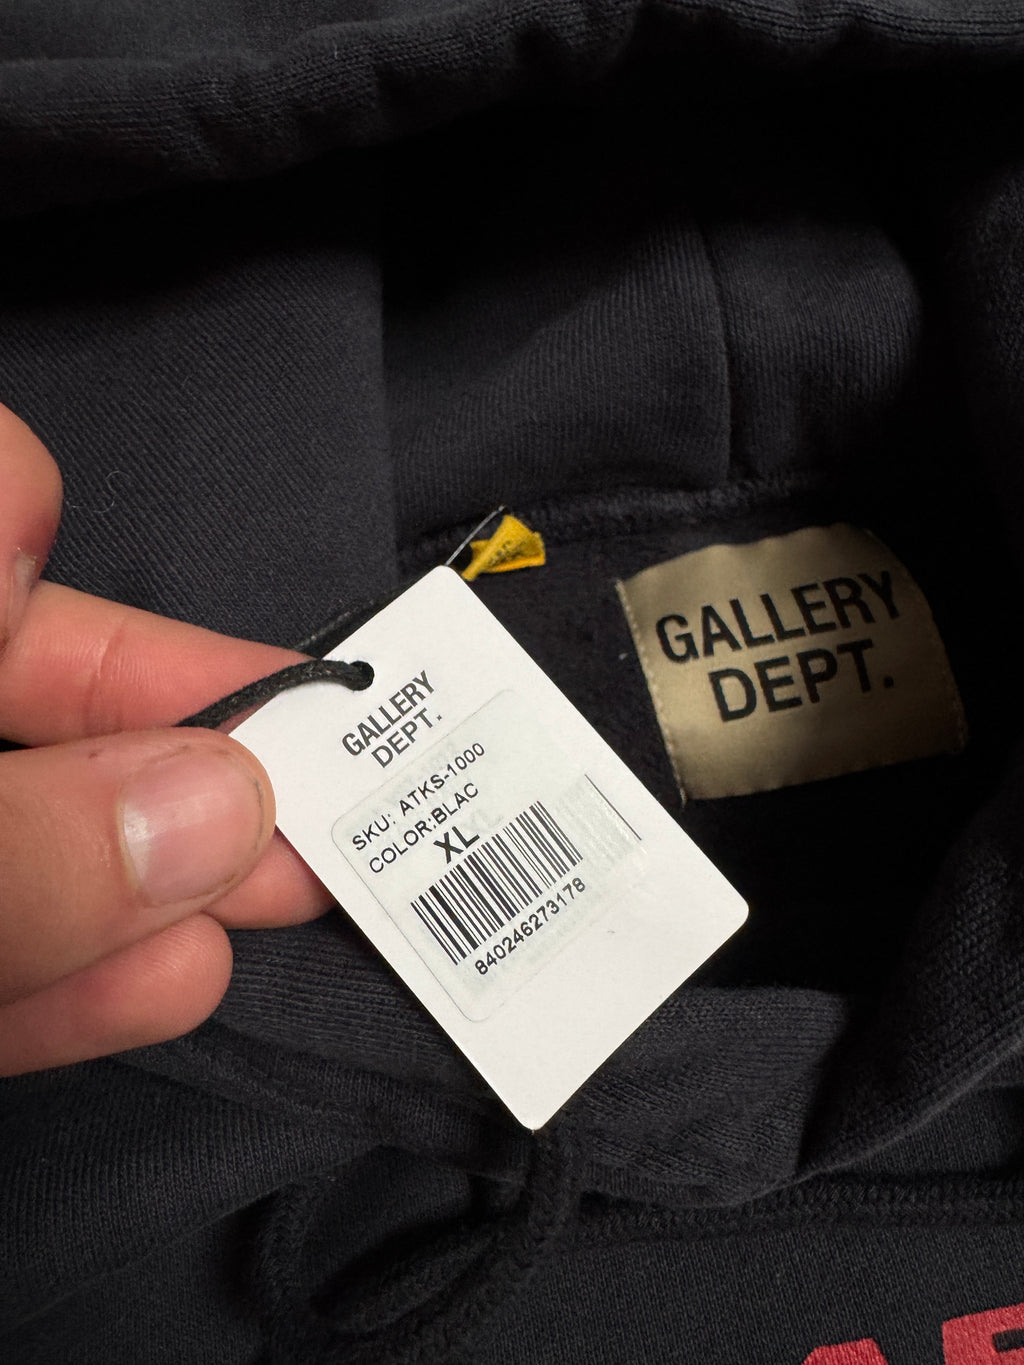 GALLERY
DEPT.
SKU: ATKS-1000
COLOR:BLAC
XL
840246273178
GALLERY
DEPT.